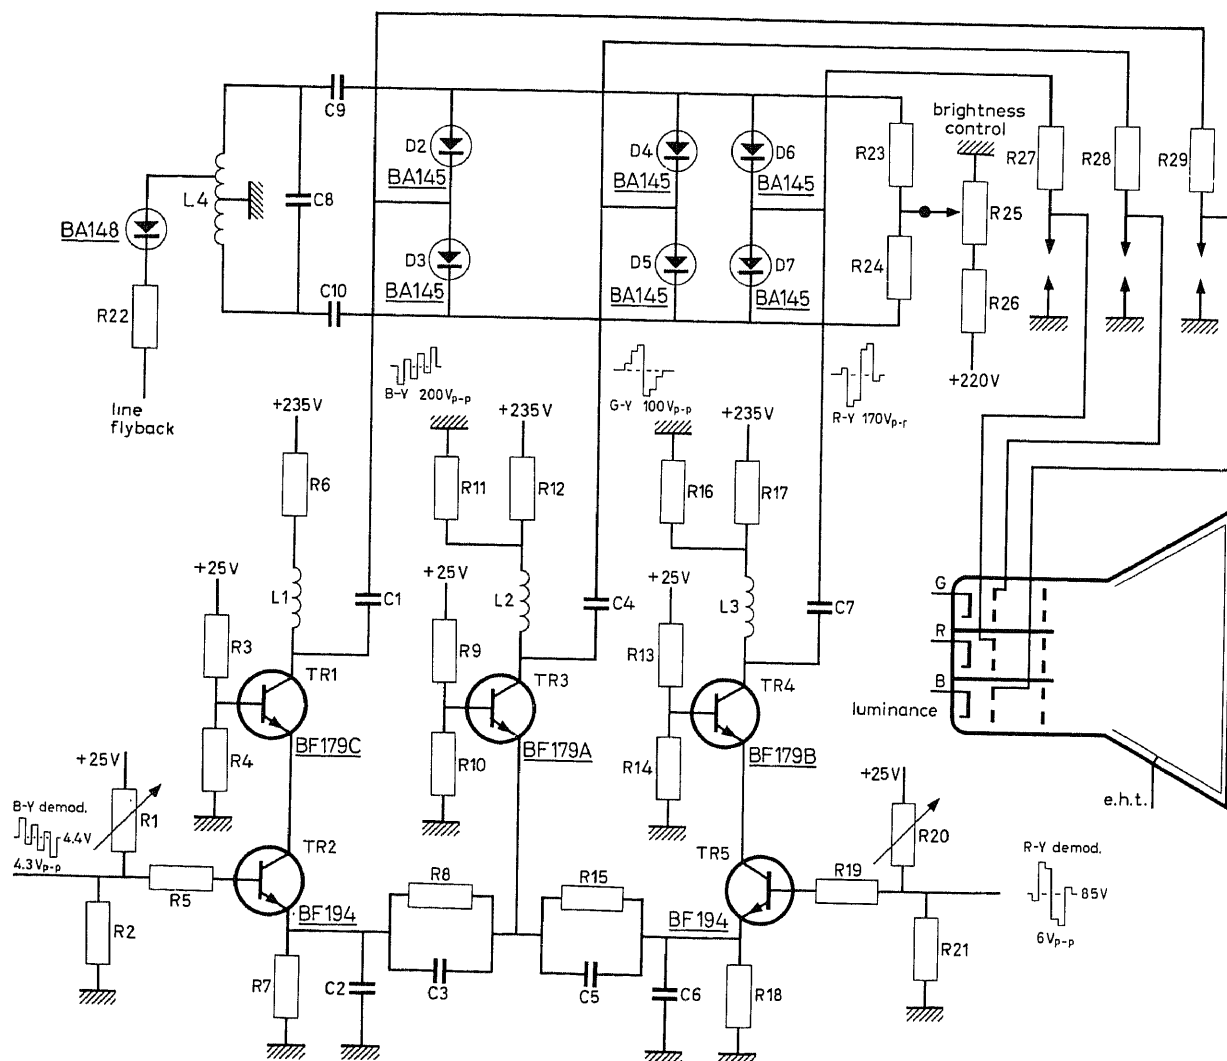 C9
D2
BA145
D4
BA145
D6
BA145
R23
brightness
control
R27
R28
R29
L4
C8
BA148
R25
D3
BA145
D5
BA145
D7
BA145
R24
C10
R22
R26
line
flyback
B-Y 200Vp-p
G-Y 100Vp-p
R-Y 170Vp-r
+220V
+235V
+235V
+235V
R6
R11
R12
R16
R17
+25V
+25V
+25V
L1
C1
L2
C4
L3
C7
R3
R9
R13
TR1
TR3
TR4
G
R
B
luminance
R4
BF179C
R10
BF179A
R14
BF179B
e.h.t.
+25V
+25V
B-Y demod.
4.4V
4.3Vp-p
R1
TR2
TR5
R20
R-Y demod.
85V
6Vp-p
R5
R8
R15
R19
R2
BF194
BF194
R21
R7
C2
C3
C5
C6
R18